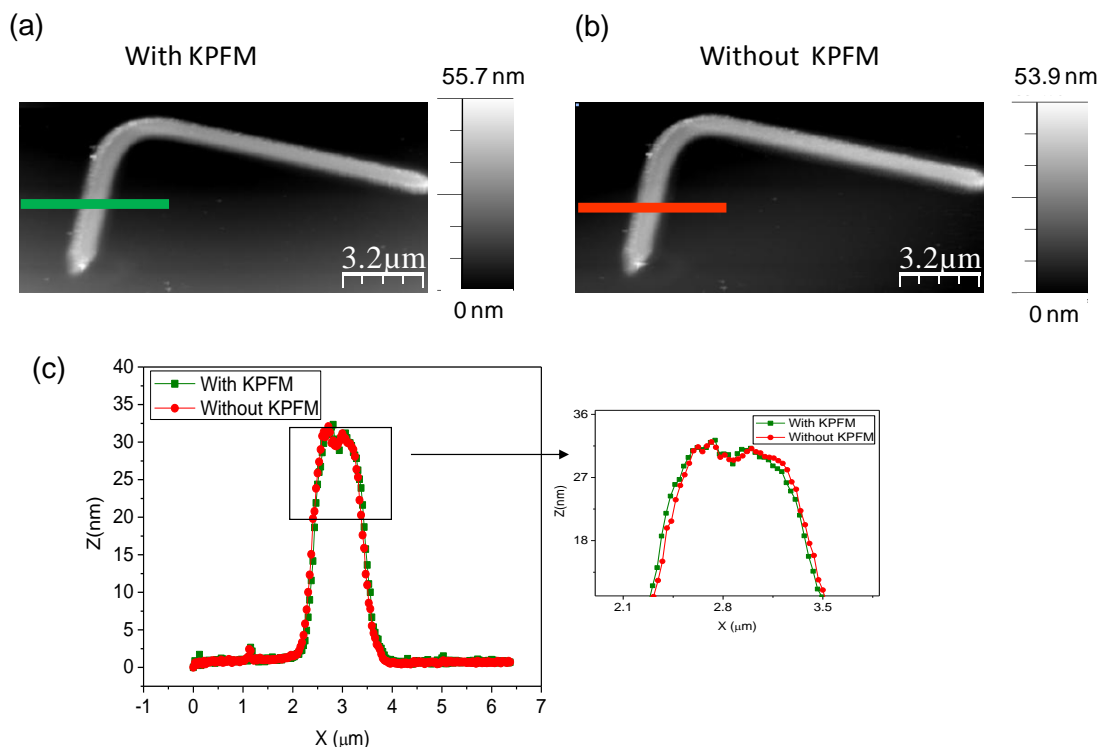 (a)
With KPFM
55.7 nm
3.2µm
0 nm
(b)
Without KPFM
53.9 nm
3.2µm
0 nm
(c)
40
35
30
25
20
15
10
5
0
Z(nm)
With KPFM
Without KPFM
-1 0 1 2 3 4 5 6 7
X (µm)
36
27
18
Z(nm)
With KPFM
Without KPFM
2.1 2.8 3.5
X (µm)